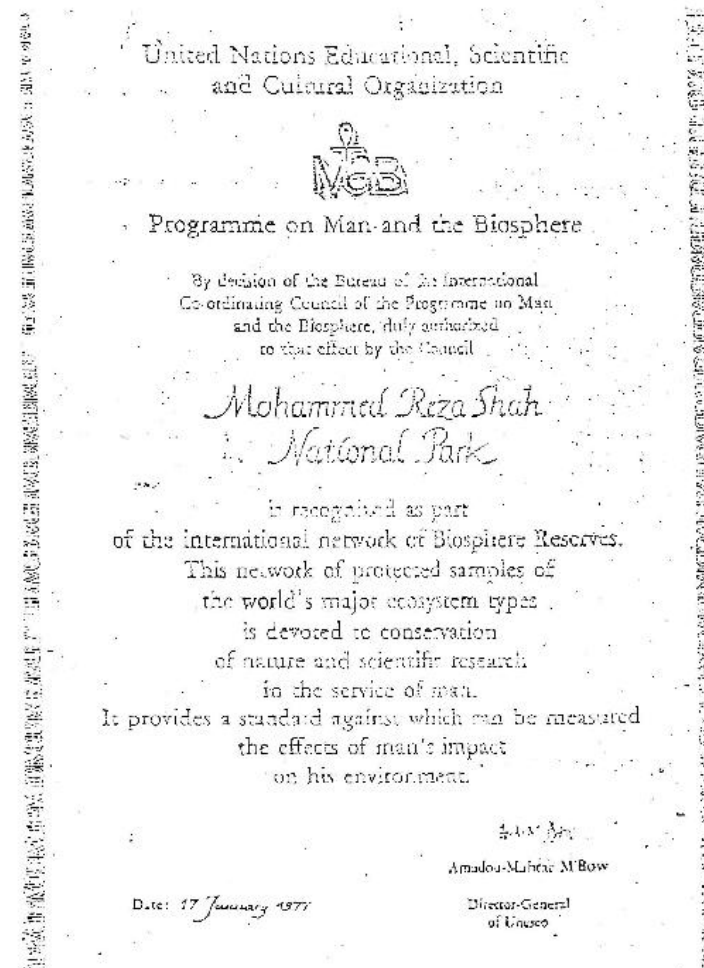 United Nations Educational, Scientific
and Cultural Organization
MaB
Programme on Man and the Biosphere
By decision of the Bureau of the International
Co-ordinating Council of the Programme on Man
and the Biosphere, duly authorized
to that effect by the Council
Mohammed Reza Shah
National Park
is recognized as part
of the international network of Biosphere Reserves.
This network of protected samples of
the world's major ecosystem types
is devoted to conservation
of nature and scientific research
in the service of man.
It provides a standard against which can be measured
the effects of man's impact
on his environment.
Amadou-Mahtar M'Bow
Date: 17 January 1977
Director-General
of Unesco